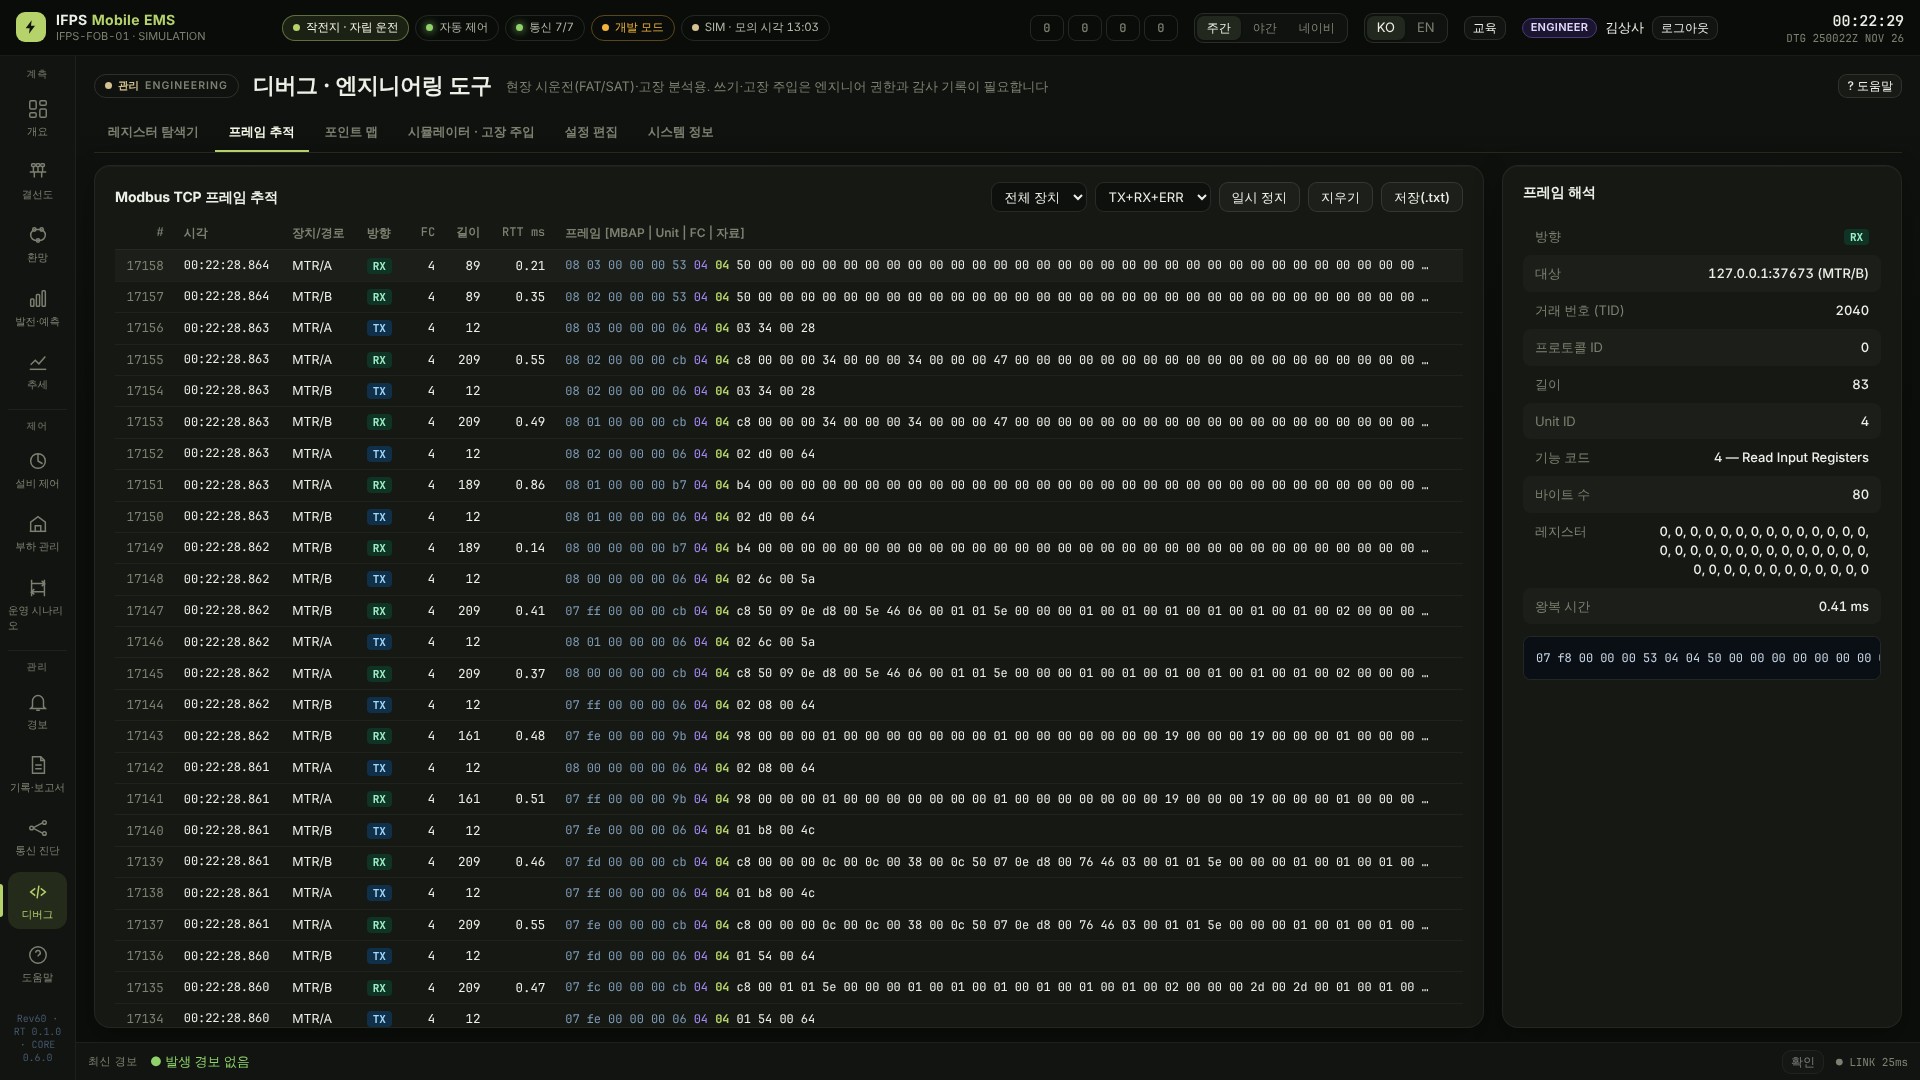 IFPS Mobile EMS
IFPS-FOB-01 · SIMULATION
작전지 · 자립 운전
자동 제어
통신 7/7
개발 모드
SIM · 모의 시각 13:03
0 0 0 0
주간 야간 네이비
KO EN
교육
ENGINEER 김상사 로그아웃
00:22:29
DTG 250022Z NOV 26
계측
개요
결선도
환망
발전·예측
추세
제어
설비 제어
부하 관리
운영 시나리
오
관리
경보
기록·보고서
통신 진단
디버그
도움말
Rev60 ·
RT 0.1.0
· CORE
0.6.0
관리 ENGINEERING
디버그 · 엔지니어링 도구
현장 시운전(FAT/SAT)·고장 분석용. 쓰기·고장 주입은 엔지니어 권한과 감사 기록이 필요합니다
? 도움말
레지스터 탐색기 프레임 추적 포인트 맵 시뮬레이터 · 고장 주입 설정 편집 시스템 정보
Modbus TCP 프레임 추적
전체 장치 TX+RX+ERR 일시 정지 지우기 저장(.txt)
# 시각 장치/경로 방향 FC 길이 RTT ms 프레임 [MBAP | Unit | FC | 자료]
17158 00:22:28.864 MTR/A RX 4 89 0.21 08 03 00 00 00 53 04 04 50 00 00 00 00 00 00 00 00 00 00 00 00 00 00 00 00 00 00 00 00 00 00 00 00 00 00 00 00 00 00 00 …
17157 00:22:28.864 MTR/B RX 4 89 0.35 08 02 00 00 00 53 04 04 50 00 00 00 00 00 00 00 00 00 00 00 00 00 00 00 00 00 00 00 00 00 00 00 00 00 00 00 00 00 00 00 …
17156 00:22:28.863 MTR/A TX 4 12 08 03 00 00 00 06 04 04 03 34 00 28
17155 00:22:28.863 MTR/A RX 4 209 0.55 08 02 00 00 00 cb 04 04 c8 00 00 00 34 00 00 00 34 00 00 00 47 00 00 00 00 00 00 00 00 00 00 00 00 00 00 00 00 00 00 00 …
17154 00:22:28.863 MTR/B TX 4 12 08 02 00 00 00 06 04 04 03 34 00 28
17153 00:22:28.863 MTR/B RX 4 209 0.49 08 01 00 00 00 cb 04 04 c8 00 00 00 34 00 00 00 34 00 00 00 47 00 00 00 00 00 00 00 00 00 00 00 00 00 00 00 00 00 00 00 …
17152 00:22:28.863 MTR/A TX 4 12 08 02 00 00 00 06 04 04 02 d0 00 64
17151 00:22:28.863 MTR/A RX 4 189 0.86 08 01 00 00 00 b7 04 04 b4 00 00 00 00 00 00 00 00 00 00 00 00 00 00 00 00 00 00 00 00 00 00 00 00 00 00 00 00 00 00 00 …
17150 00:22:28.863 MTR/B TX 4 12 08 01 00 00 00 06 04 04 02 d0 00 64
17149 00:22:28.862 MTR/B RX 4 189 0.14 08 00 00 00 00 b7 04 04 b4 00 00 00 00 00 00 00 00 00 00 00 00 00 00 00 00 00 00 00 00 00 00 00 00 00 00 00 00 00 00 00 …
17148 00:22:28.862 MTR/B TX 4 12 08 00 00 00 00 06 04 04 02 6c 00 5a
17147 00:22:28.862 MTR/B RX 4 209 0.41 07 ff 00 00 00 cb 04 04 c8 50 09 0e d8 00 5e 46 06 00 01 01 5e 00 00 00 01 00 01 00 01 00 01 00 01 00 01 00 02 00 00 00 …
17146 00:22:28.862 MTR/A TX 4 12 08 01 00 00 00 06 04 04 02 6c 00 5a
17145 00:22:28.862 MTR/A RX 4 209 0.37 08 00 00 00 00 cb 04 04 c8 50 09 0e d8 00 5e 46 06 00 01 01 5e 00 00 00 01 00 01 00 01 00 01 00 01 00 01 00 02 00 00 00 …
17144 00:22:28.862 MTR/B TX 4 12 07 ff 00 00 00 06 04 04 02 08 00 64
17143 00:22:28.862 MTR/B RX 4 161 0.48 07 fe 00 00 00 9b 04 04 98 00 00 00 01 00 00 00 00 00 00 00 01 00 00 00 00 00 00 00 19 00 00 00 19 00 00 00 01 00 00 00 …
17142 00:22:28.861 MTR/A TX 4 12 08 00 00 00 00 06 04 04 02 08 00 64
17141 00:22:28.861 MTR/A RX 4 161 0.51 07 ff 00 00 00 9b 04 04 98 00 00 00 01 00 00 00 00 00 00 00 01 00 00 00 00 00 00 00 19 00 00 00 19 00 00 00 01 00 00 00 …
17140 00:22:28.861 MTR/B TX 4 12 07 fe 00 00 00 06 04 04 01 b8 00 4c
17139 00:22:28.861 MTR/B RX 4 209 0.46 07 fd 00 00 00 cb 04 04 c8 00 00 00 0c 00 0c 00 38 00 0c 50 07 0e d8 00 76 46 03 00 01 01 5e 00 00 00 01 00 01 00 01 00 …
17138 00:22:28.861 MTR/A TX 4 12 07 ff 00 00 00 06 04 04 01 b8 00 4c
17137 00:22:28.861 MTR/A RX 4 209 0.55 07 fe 00 00 00 cb 04 04 c8 00 00 00 0c 00 0c 00 38 00 0c 50 07 0e d8 00 76 46 03 00 01 01 5e 00 00 00 01 00 01 00 01 00 …
17136 00:22:28.860 MTR/B TX 4 12 07 fd 00 00 00 06 04 04 01 54 00 64
17135 00:22:28.860 MTR/B RX 4 209 0.47 07 fc 00 00 00 cb 04 04 c8 00 01 01 5e 00 00 00 01 00 01 00 01 00 01 00 01 00 01 00 02 00 00 00 2d 00 2d 00 01 00 01 00 …
17134 00:22:28.860 MTR/A TX 4 12 07 fe 00 00 00 06 04 04 01 54 00 64
프레임 해석
방향 RX
대상 127.0.0.1:37673 (MTR/B)
거래 번호 (TID) 2040
프로토콜 ID 0
길이 83
Unit ID 4
기능 코드 4 — Read Input Registers
바이트 수 80
레지스터 0, 0, 0, 0, 0, 0, 0, 0, 0, 0, 0, 0, 0, 0,
0, 0, 0, 0, 0, 0, 0, 0, 0, 0, 0, 0, 0, 0,
0, 0, 0, 0, 0, 0, 0, 0, 0, 0, 0, 0
왕복 시간 0.41 ms
07 f8 00 00 00 53 04 04 50 00 00 00 00 00 00 00
최신 경보 발생 경보 없음
확인 LINK 25ms